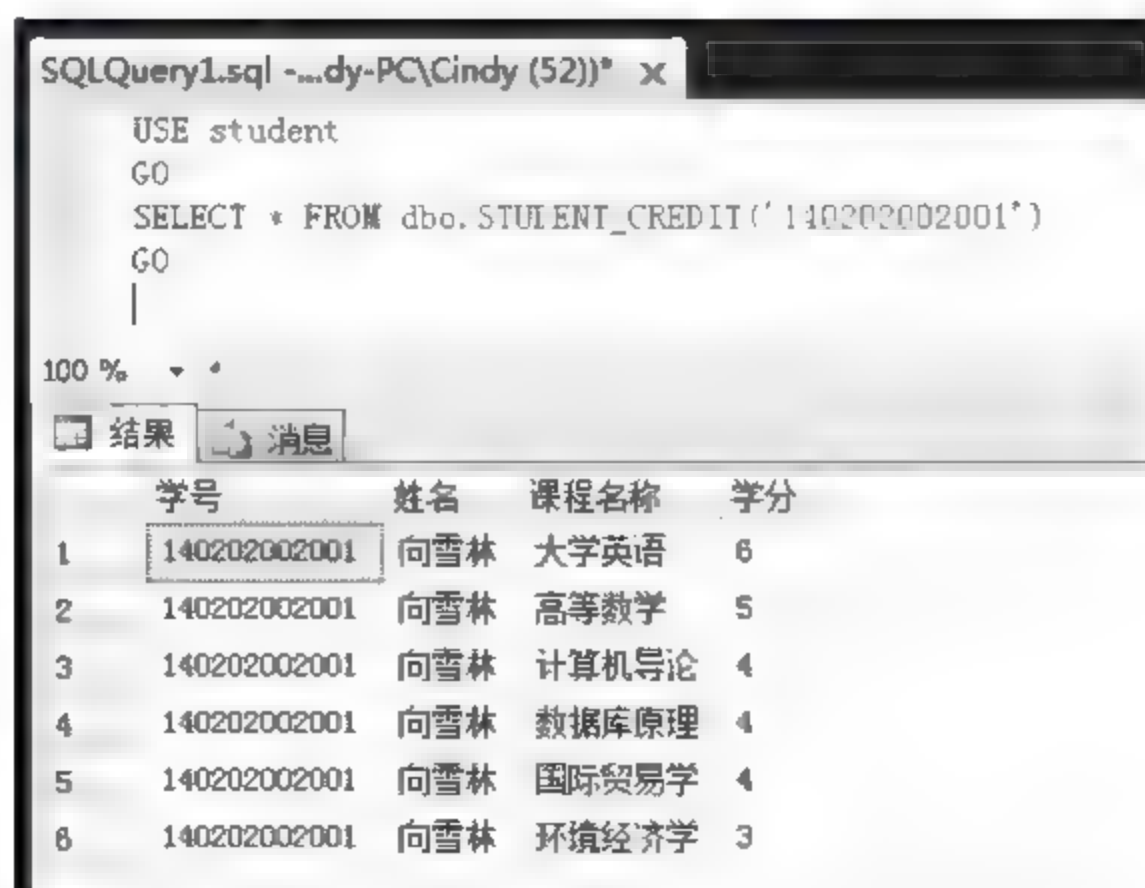 SQLQuery1.sql -...dy-PC\Cindy (52))* x
USE student
GO
SELECT * FROM dbo.STUDENT_CREDIT('140202002001')
GO
100 %
结果 消息
学号 姓名 课程名称 学分
1 140202002001 向雪林 大学英语 6
2 140202002001 向雪林 高等数学 5
3 140202002001 向雪林 计算机导论 4
4 140202002001 向雪林 数据库原理 4
5 140202002001 向雪林 国际贸易学 4
6 140202002001 向雪林 环境经济学 3